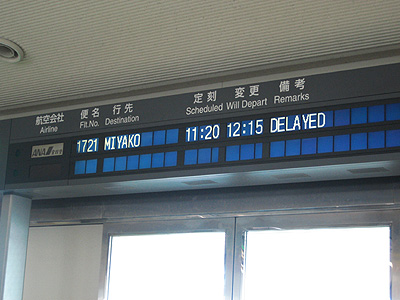 航空会社 便名 行先 定刻 変更 備考
Airline Flt.No. Destination Scheduled Will Depart Remarks
ANA 1721 MIYAKO 11:20 12:15 DELAYED